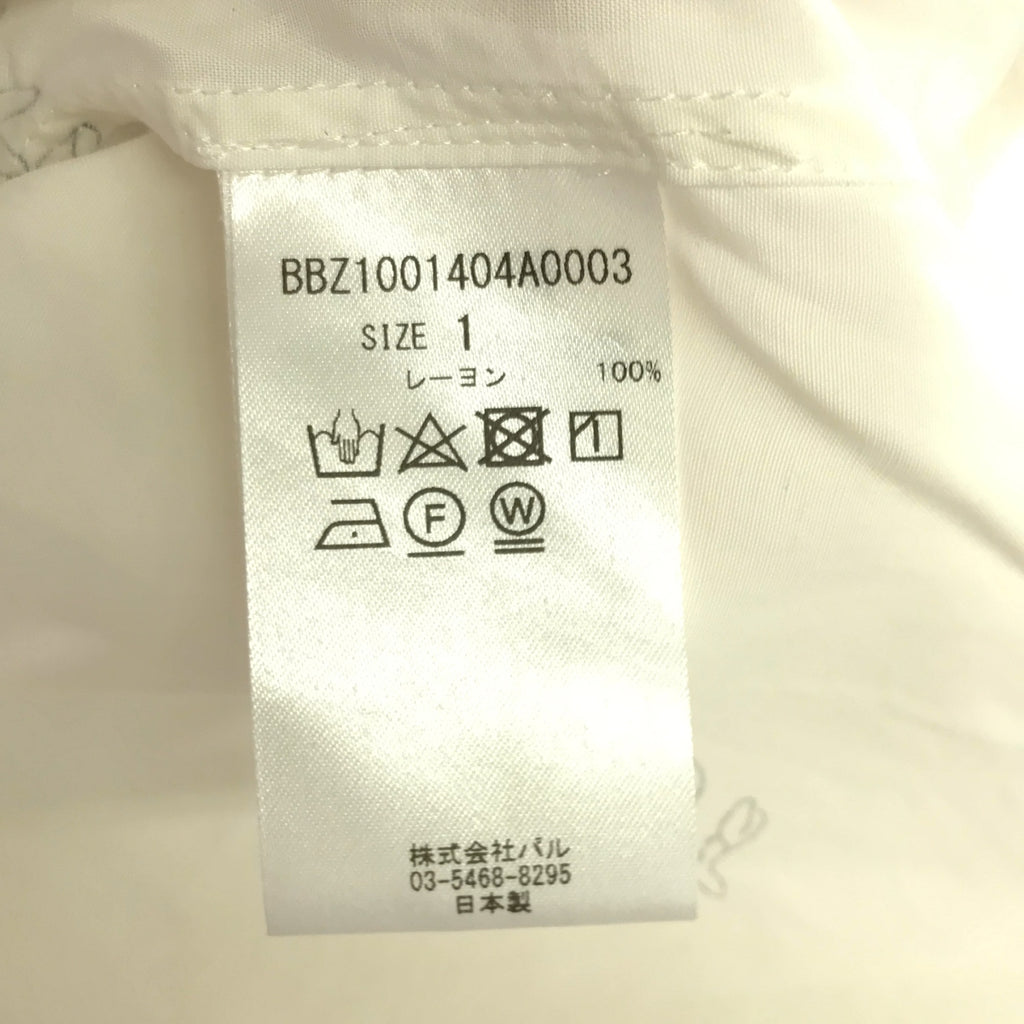 BBZ1001404A0003
SIZE 1
レーヨン 100%
F W
株式会社パル
03-5468-8295
日本製